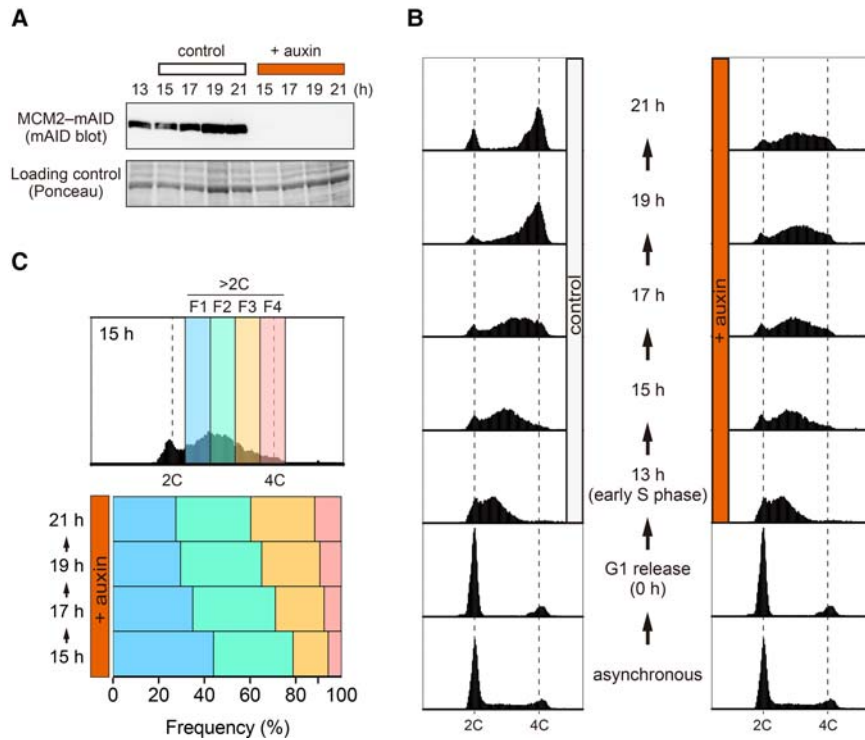 A
control
+ auxin
13 15 17 19 21 15 17 19 21 (h)
MCM2–mAID
(mAID blot)
Loading control
(Ponceau)
B
21 h
19 h
17 h
15 h
13 h
(early S phase)
G1 release
(0 h)
asynchronous
control
+ auxin
2C 4C
2C 4C
C
>2C
F1 F2 F3 F4
15 h
2C 4C
+ auxin
21 h
19 h
17 h
15 h
0 20 40 60 80 100
Frequency (%)